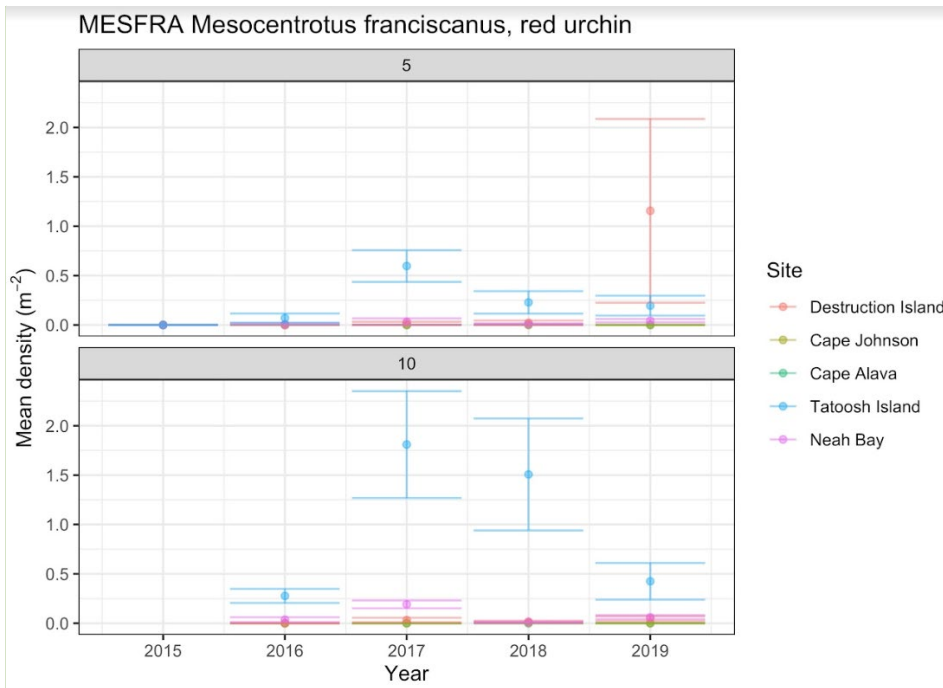 MESFRA Mesocentrotus franciscanus, red urchin
5
2.0
1.5
1.0
0.5
0.0
10
2.0
1.5
1.0
0.5
0.0
Mean density (m⁻²)
2015 2016 2017 2018 2019
Year
Site
Destruction Island
Cape Johnson
Cape Alava
Tatoosh Island
Neah Bay